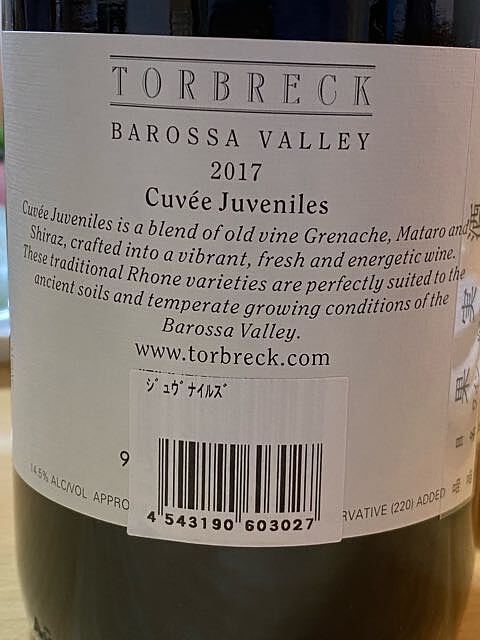 TORBRECK
BAROSSA VALLEY
2017
Cuvée Juveniles
Cuvée Juveniles is a blend of old vine Grenache, Mataro and
Shiraz, crafted into a vibrant, fresh and energetic wine.
These traditional Rhone varieties are perfectly suited to the
ancient soils and temperate growing conditions of the
Barossa Valley.
www.torbreck.com
ｼﾞｭｳﾞﾅｲﾙｽﾞ
9
4 543190 603027
14.5% ALC/VOL APPRO
RVATIVE (220) ADDED